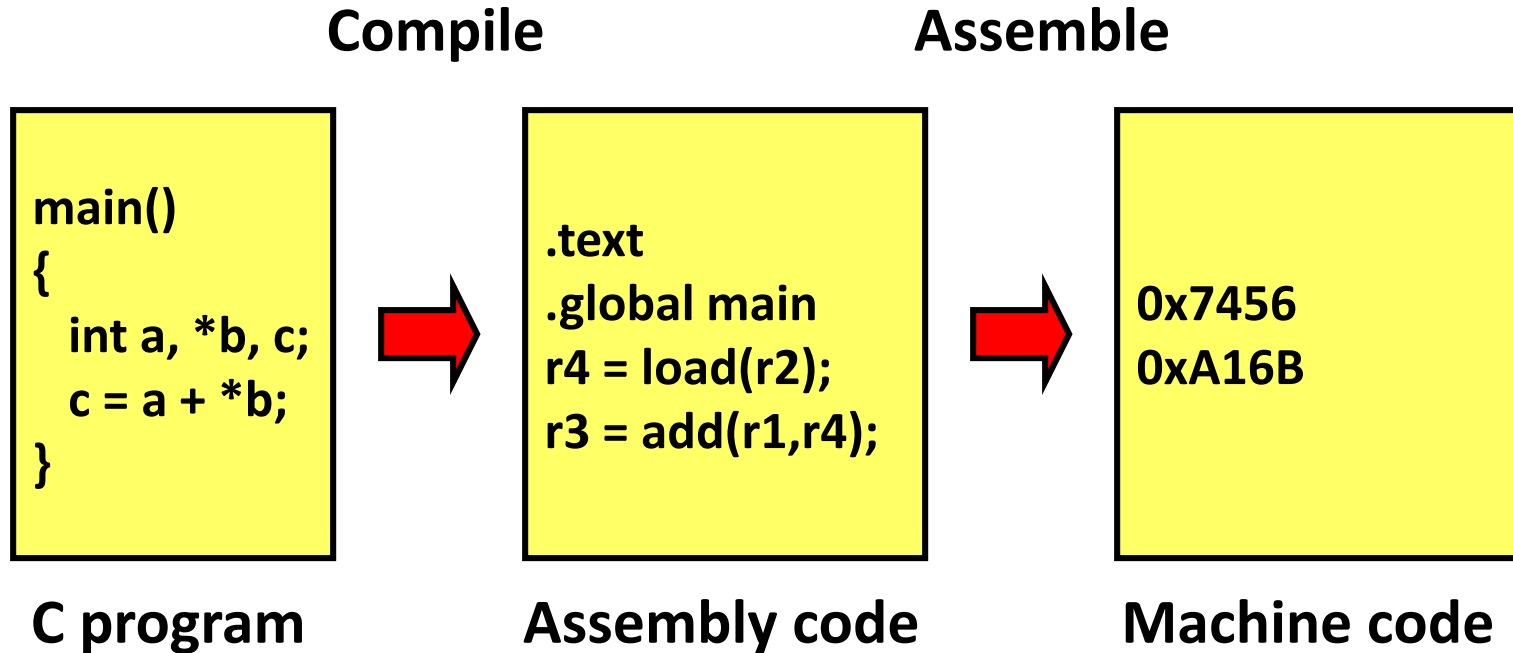 Compile
Assemble
main()
{
int a, *b, c;
c = a + *b;
}
.text
.global main
r4 = load(r2);
r3 = add(r1,r4);
0x7456
0xA16B
C program
Assembly code
Machine code